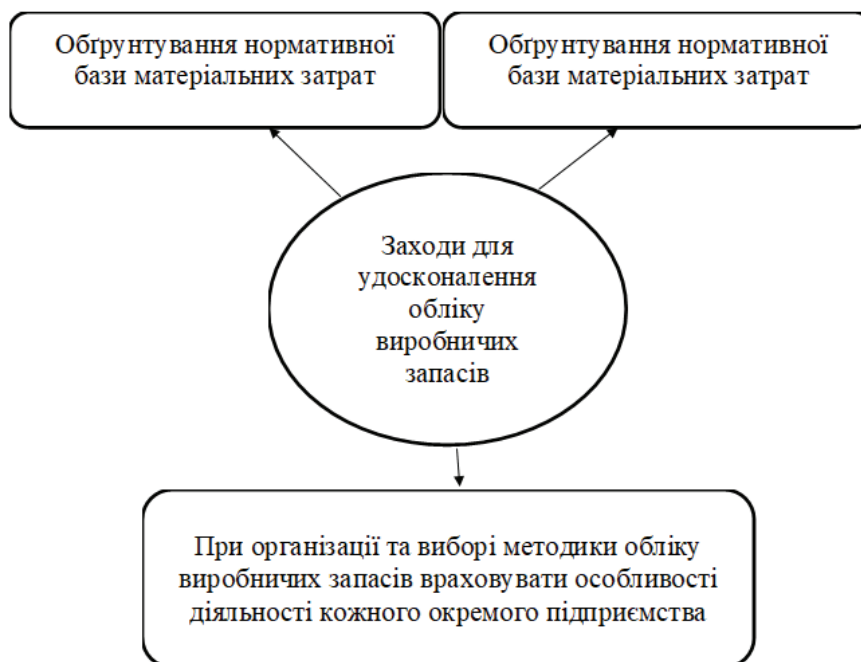 Обґрунтування нормативної
бази матеріальних затрат
Обґрунтування нормативної
бази матеріальних затрат
Заходи для
удосконалення
обліку
виробничих
запасів
При організації та виборі методики обліку
виробничих запасів враховувати особливості
діяльності кожного окремого підприємства